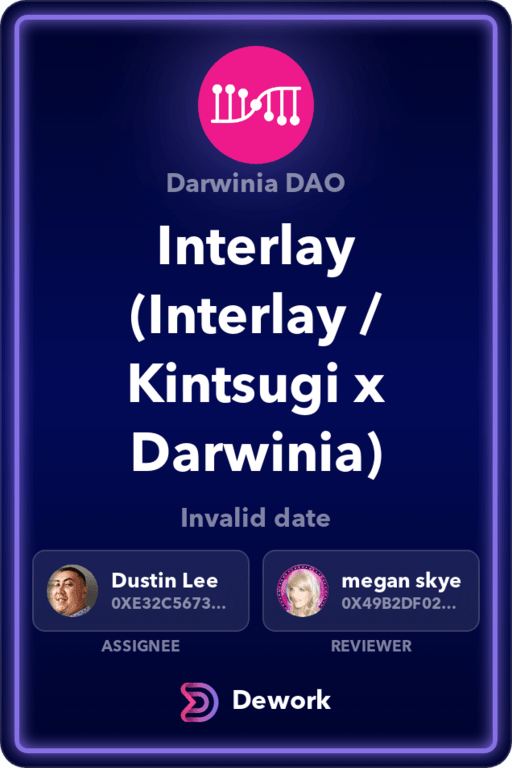 Darwinia DAO
Interlay
(Interlay /
Kintsugi x
Darwinia)
Invalid date
Dustin Lee
0XE32C5673...
megan skye
0X49B2DF02...
ASSIGNEE
REVIEWER
Dework